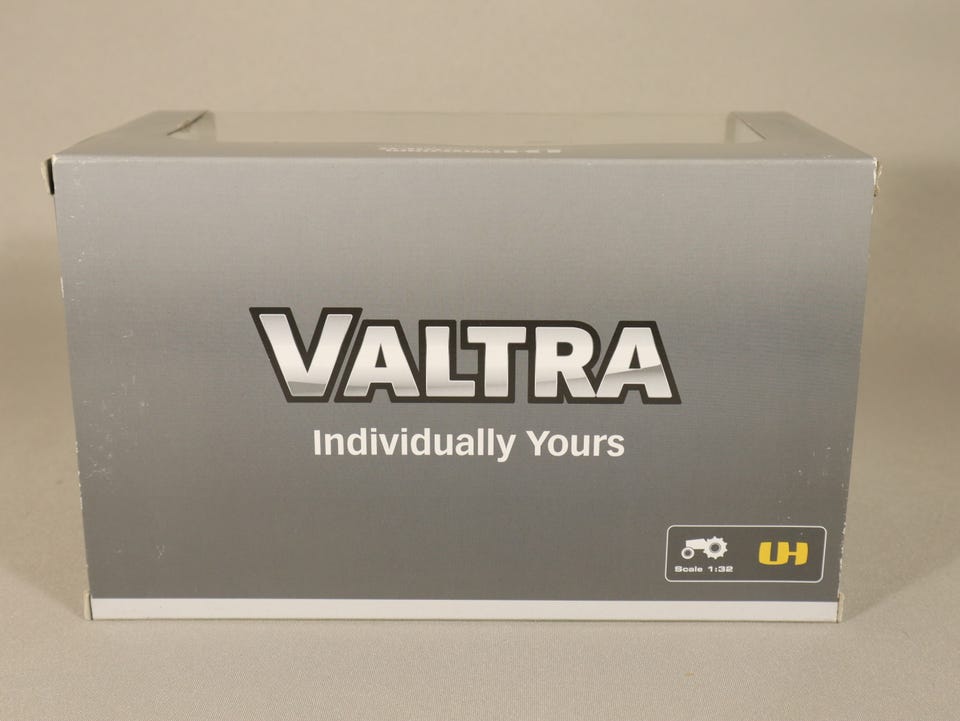 VALTRA
Individually Yours
Scale 1:32
UH